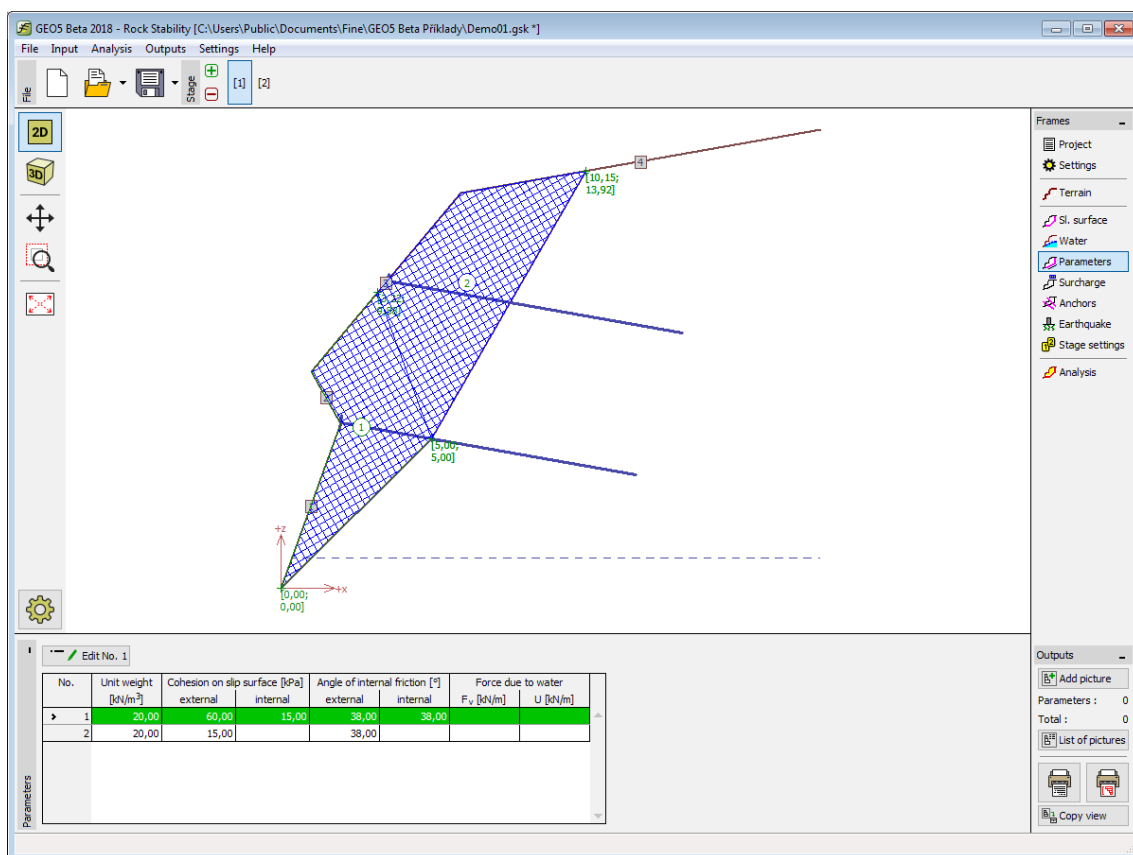 GEO5 Beta 2018 - Rock Stability [C:\Users\Public\Documents\Fine\GEO5 Beta Příklady\Demo01.gsk *]
File Input Analysis Outputs Settings Help
File
Stage
[1] [2]
2D
3D
4
[10,15;
13,92]
3
2
2
1
[5,00;
5,00]
1
+z
+x
[0,00;
0,00]
Frames
Project
Settings
Terrain
Sl. surface
Water
Parameters
Surcharge
Anchors
Earthquake
Stage settings
Analysis
Parameters
Edit No. 1
No. Unit weight Cohesion on slip surface [kPa] Angle of internal friction [°] Force due to water
[kN/m³] external internal external internal Fv [kN/m] U [kN/m]
> 1 20,00 60,00 15,00 38,00 38,00
2 20,00 15,00 38,00
Outputs
Add picture
Parameters : 0
Total : 0
List of pictures
Copy view